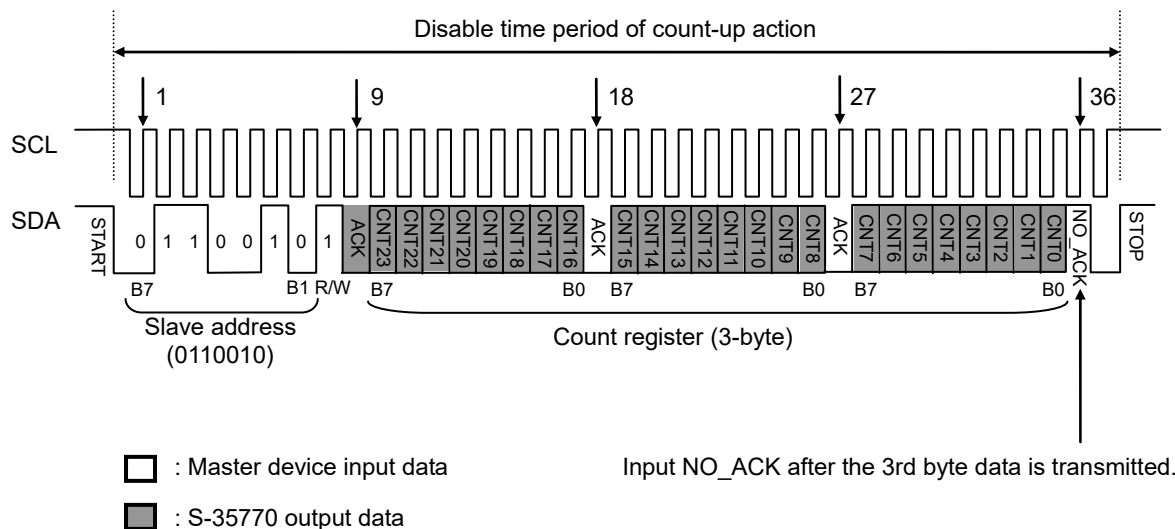 Disable time period of count-up action
1 9 18 27 36
SCL
SDA
START 0 1 1 0 0 1 0 1 ACK CNT23 CNT22 CNT21 CNT20 CNT19 CNT18 CNT17 CNT16 ACK CNT15 CNT14 CNT13 CNT12 CNT11 CNT10 CNT9 CNT8 ACK CNT7 CNT6 CNT5 CNT4 CNT3 CNT2 CNT1 CNT0 NO_ACK STOP
B7 B1 R/W B7 B0 B7 B0 B7 B0
Slave address
(0110010)
Count register (3-byte)
: Master device input data
Input NO_ACK after the 3rd byte data is transmitted.
: S-35770 output data